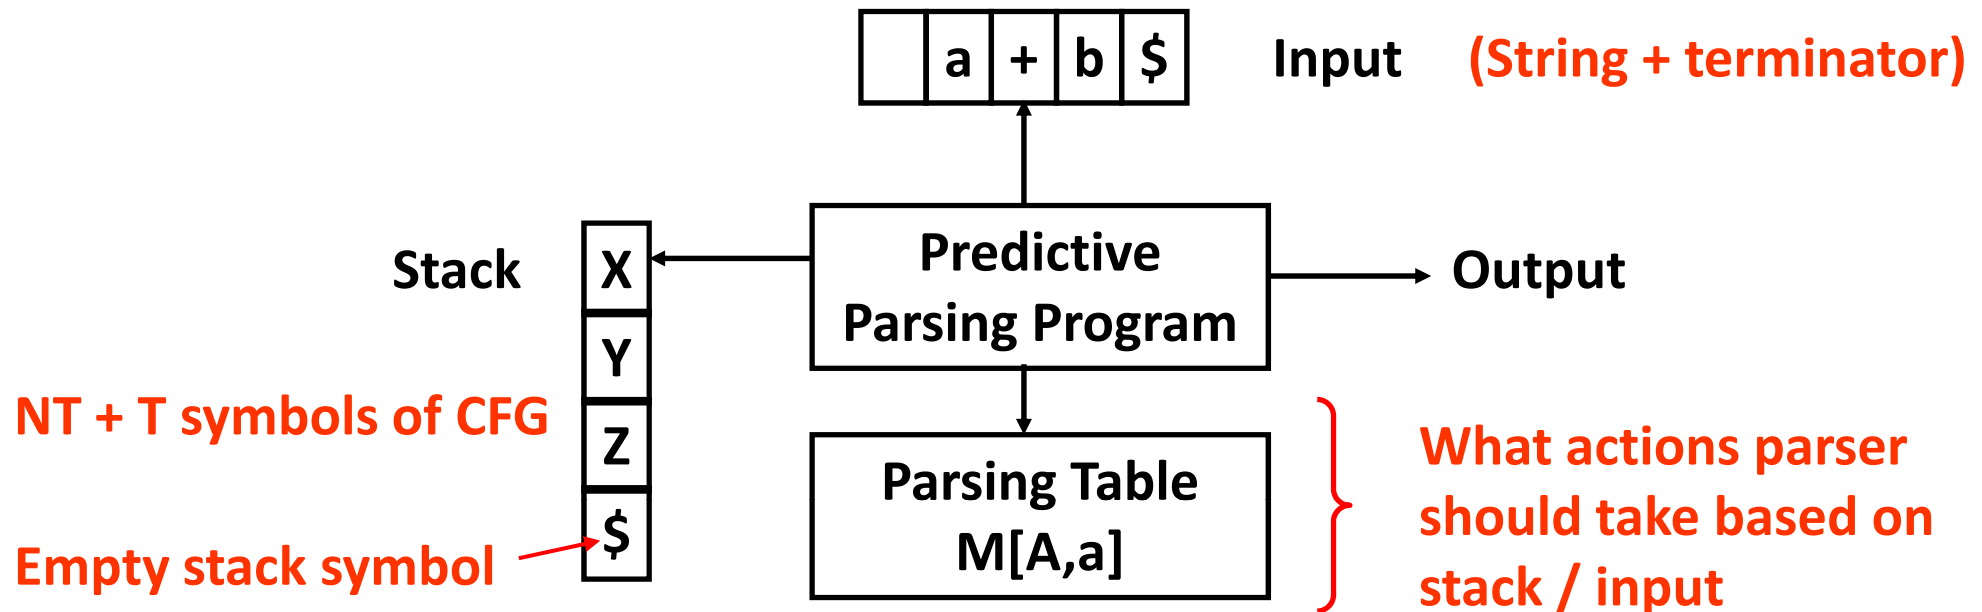 a + b $
Input
(String + terminator)
Stack
X
Y
Z
$
Predictive
Parsing Program
Output
NT + T symbols of CFG
Empty stack symbol
Parsing Table
M[A,a]
What actions parser
should take based on
stack / input